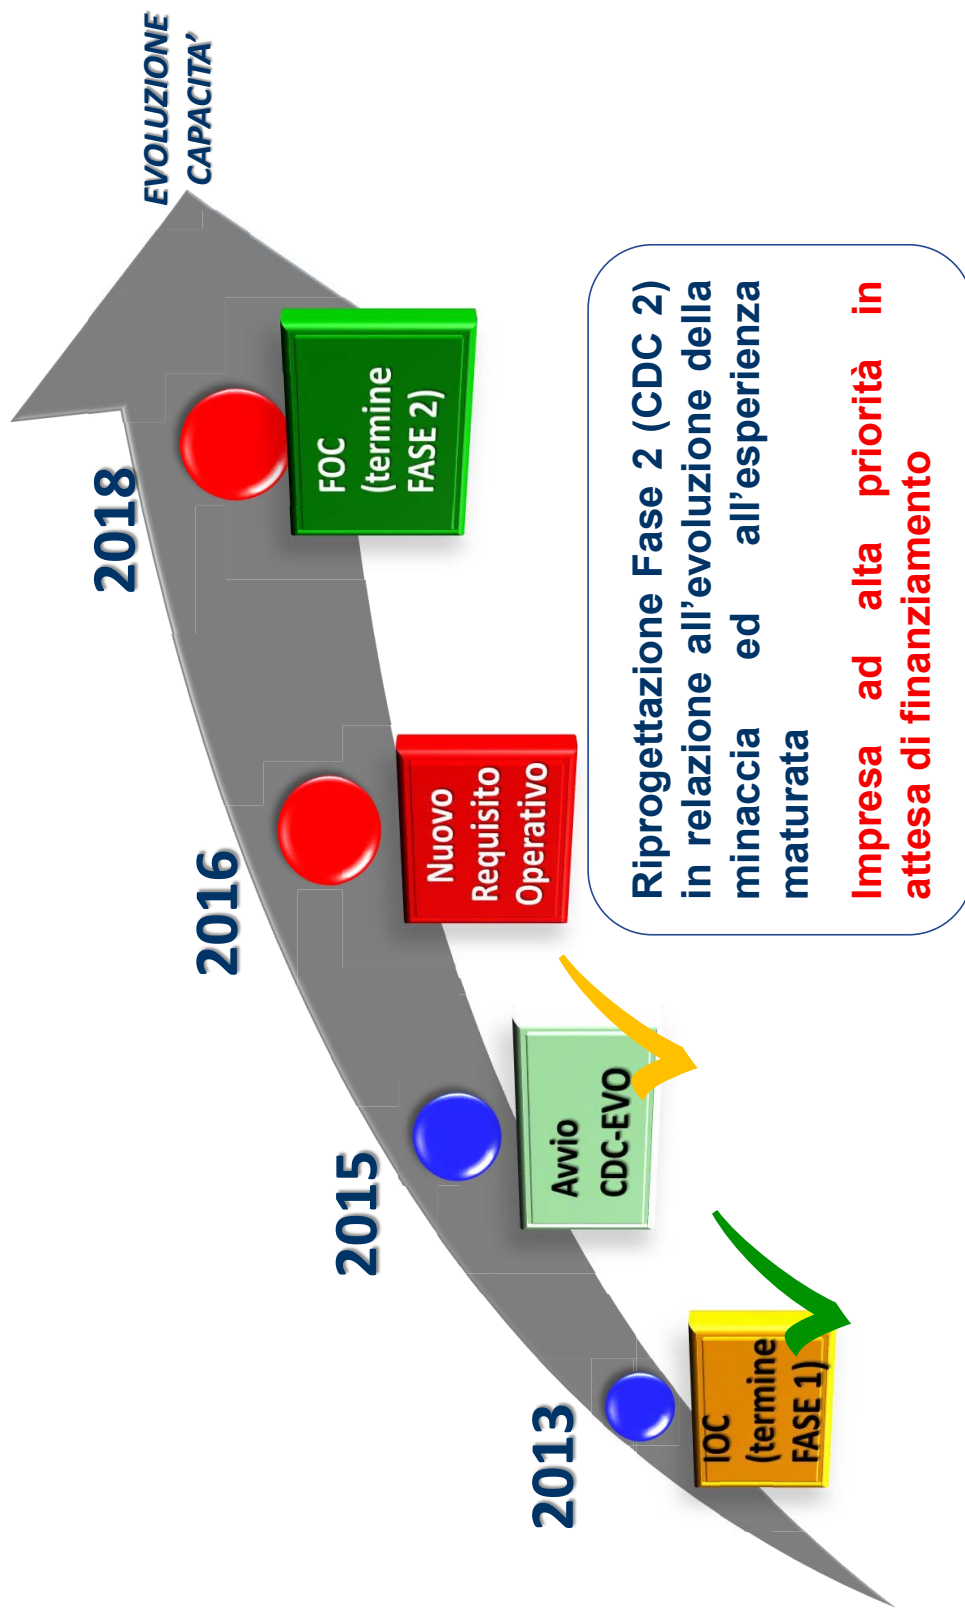 EVOLUZIONE
CAPACITA’
2018
FOC
(termine
FASE 2)
2016
Nuovo
Requisito
Operativo
2015
Avvio
CDC-EVO
2013
IOC
(termine
FASE 1)
Riprogettazione Fase 2 (CDC 2)
in relazione all’evoluzione della
minaccia ed all’esperienza
maturata
Impresa ad alta priorità in
attesa di finanziamento